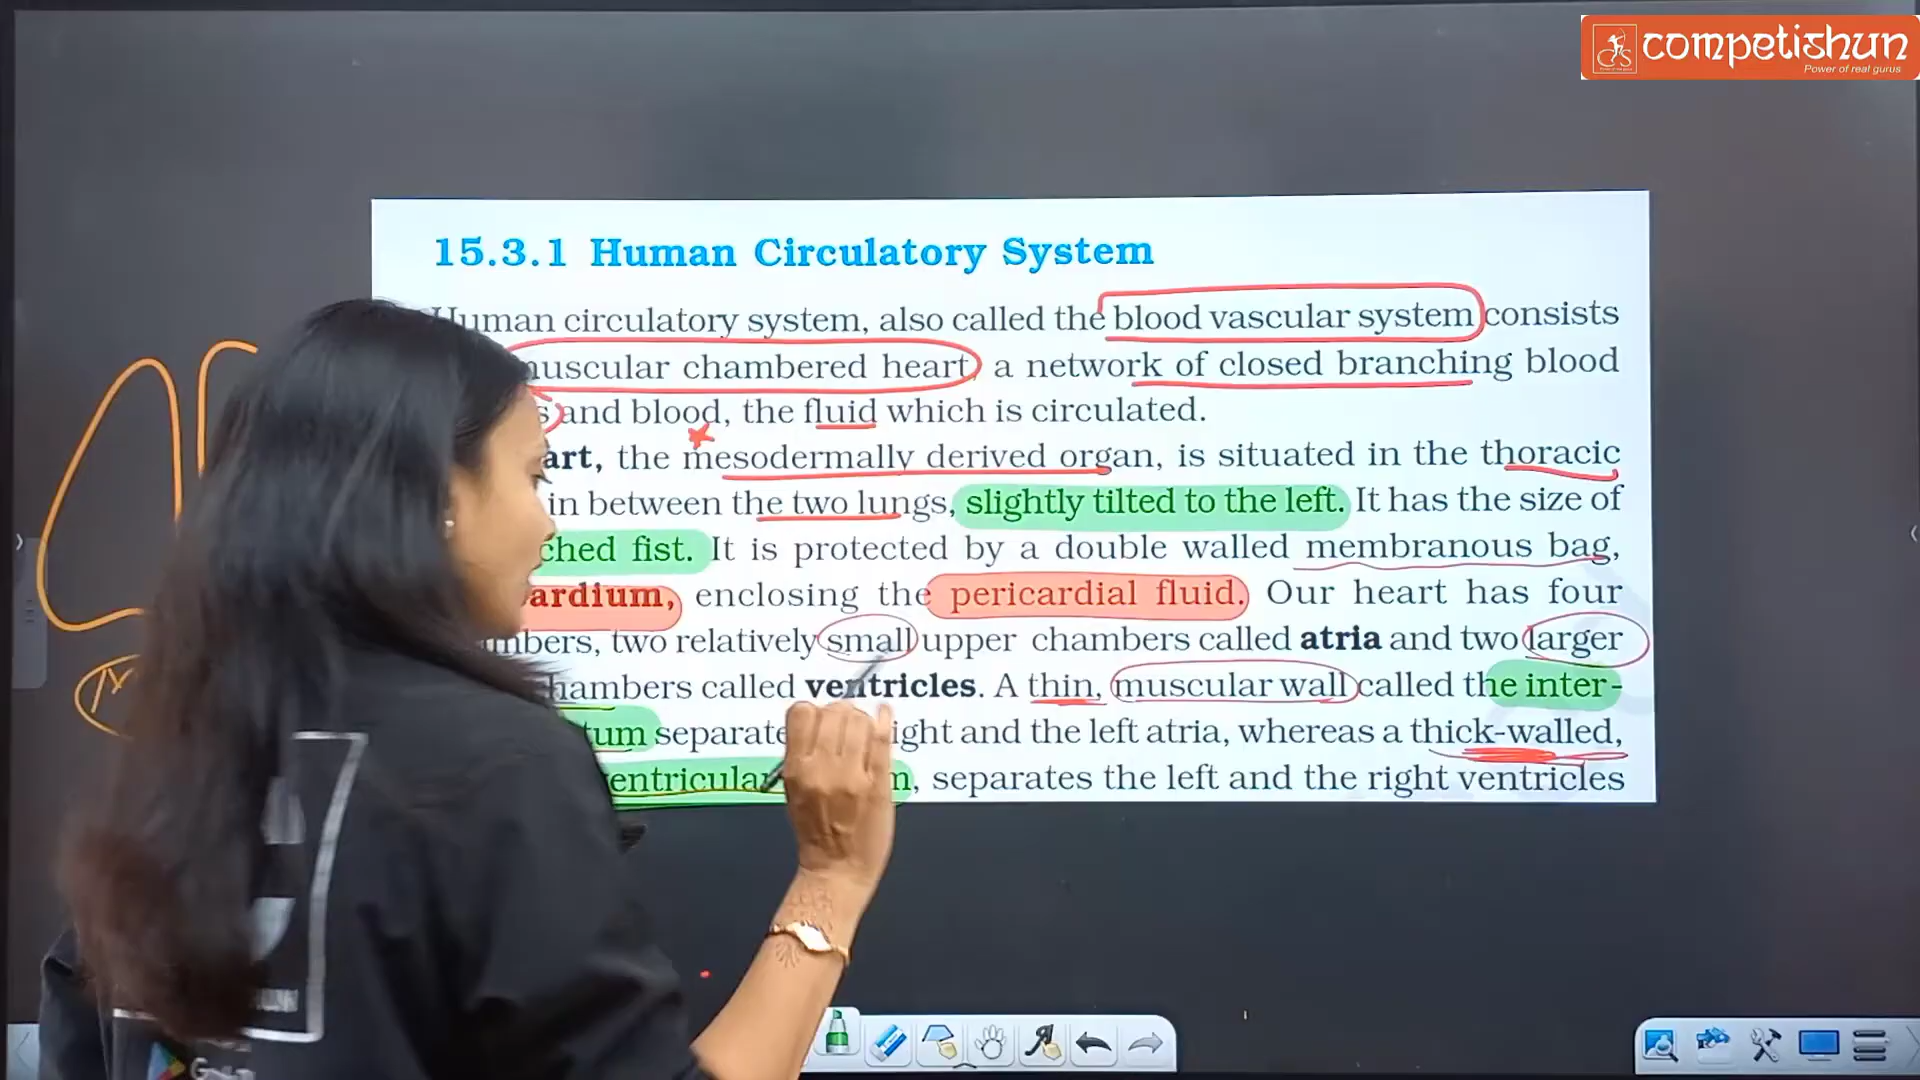 competishun
Power of real gurus
15.3.1 Human Circulatory System
Human circulatory system, also called the blood vascular system consists
muscular chambered heart, a network of closed branching blood
and blood, the fluid which is circulated.
art, the mesodermally derived organ, is situated in the thoracic
in between the two lungs, slightly tilted to the left. It has the size of
ched fist. It is protected by a double walled membranous bag,
ardium, enclosing the pericardial fluid. Our heart has four
mbers, two relatively small upper chambers called atria and two larger
chambers called ventricles. A thin, muscular wall called the inter-
tum separate ight and the left atria, whereas a thick-walled,
entricular m, separates the left and the right ventricles